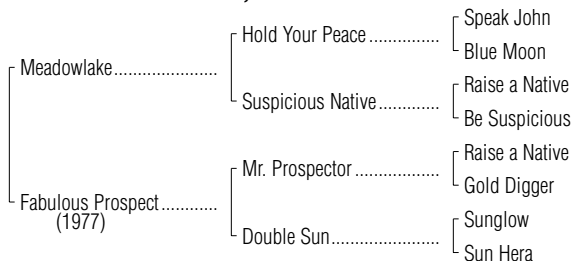 Speak John
Hold Your Peace ...............
Blue Moon
Meadowlake......................
Raise a Native
Suspicious Native.............
Be Suspicious
Raise a Native
Mr. Prospector ..................
Gold Digger
Fabulous Prospect............
(1977)
Sunglow
Double Sun.......................
Sun Hera